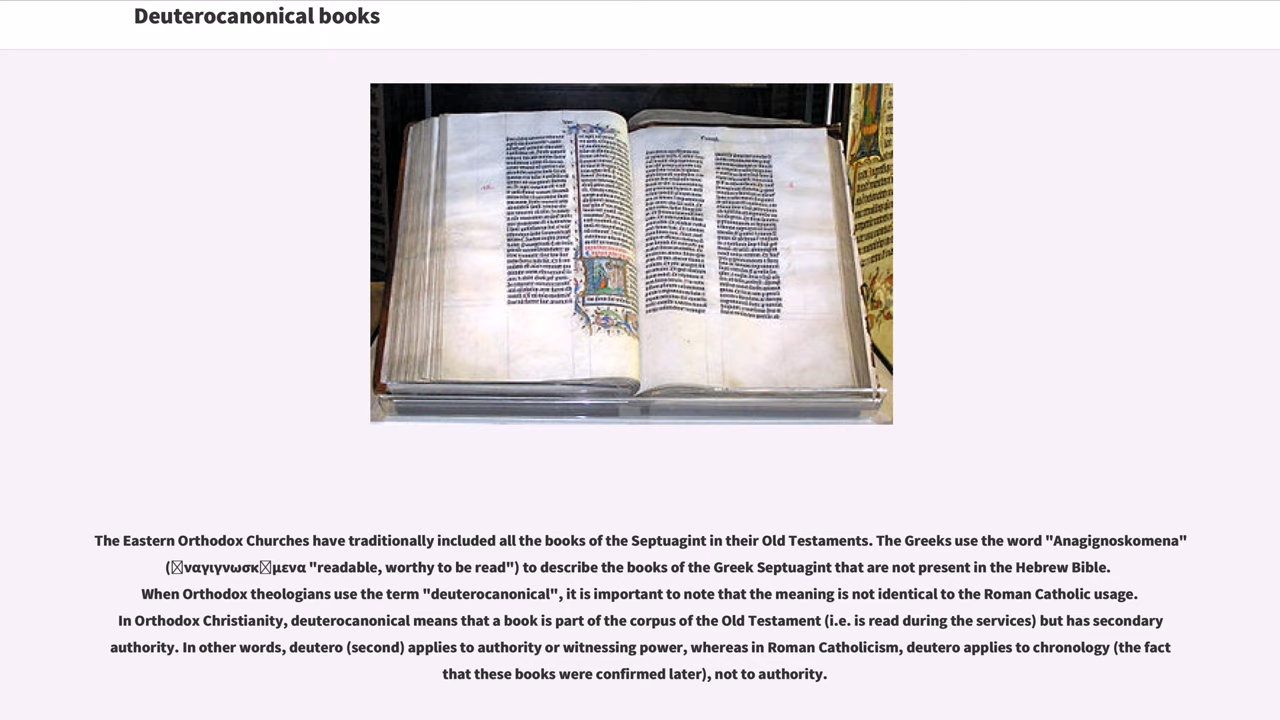 Deuterocanonical books
The Eastern Orthodox Churches have traditionally included all the books of the Septuagint in their Old Testaments. The Greeks use the word "Anagignoskomena"
(□ναγιγνωσκ□μενα "readable, worthy to be read") to describe the books of the Greek Septuagint that are not present in the Hebrew Bible.
When Orthodox theologians use the term "deuterocanonical", it is important to note that the meaning is not identical to the Roman Catholic usage.
In Orthodox Christianity, deuterocanonical means that a book is part of the corpus of the Old Testament (i.e. is read during the services) but has secondary
authority. In other words, deutero (second) applies to authority or witnessing power, whereas in Roman Catholicism, deutero applies to chronology (the fact
that these books were confirmed later), not to authority.